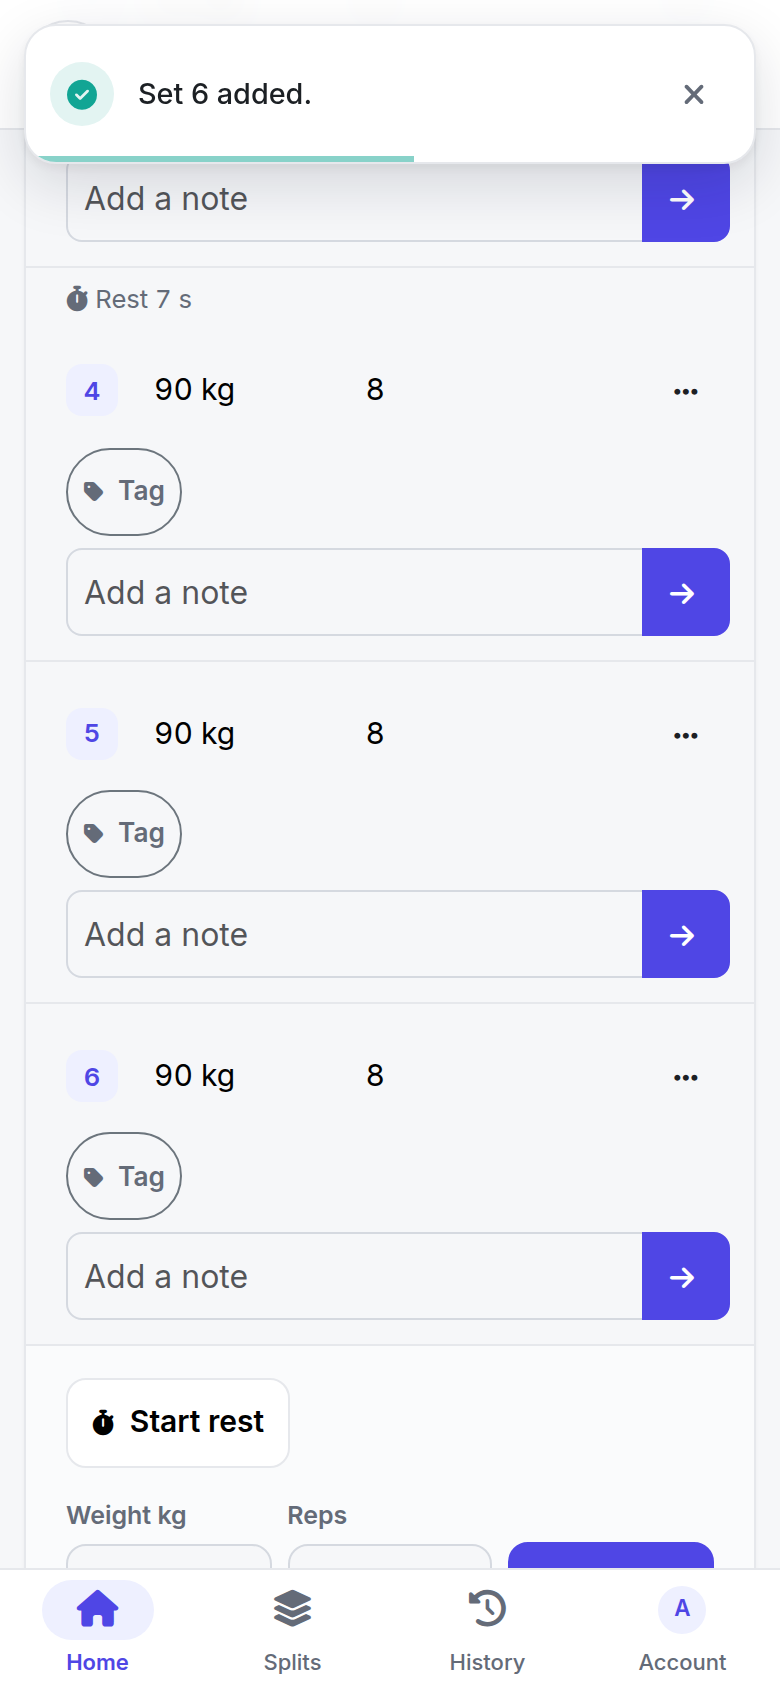 Set 6 added.
Add a note
Rest 7 s
4 90 kg 8
Tag
Add a note
5 90 kg 8
Tag
Add a note
6 90 kg 8
Tag
Add a note
Start rest
Weight kg Reps
Home Splits History A Account